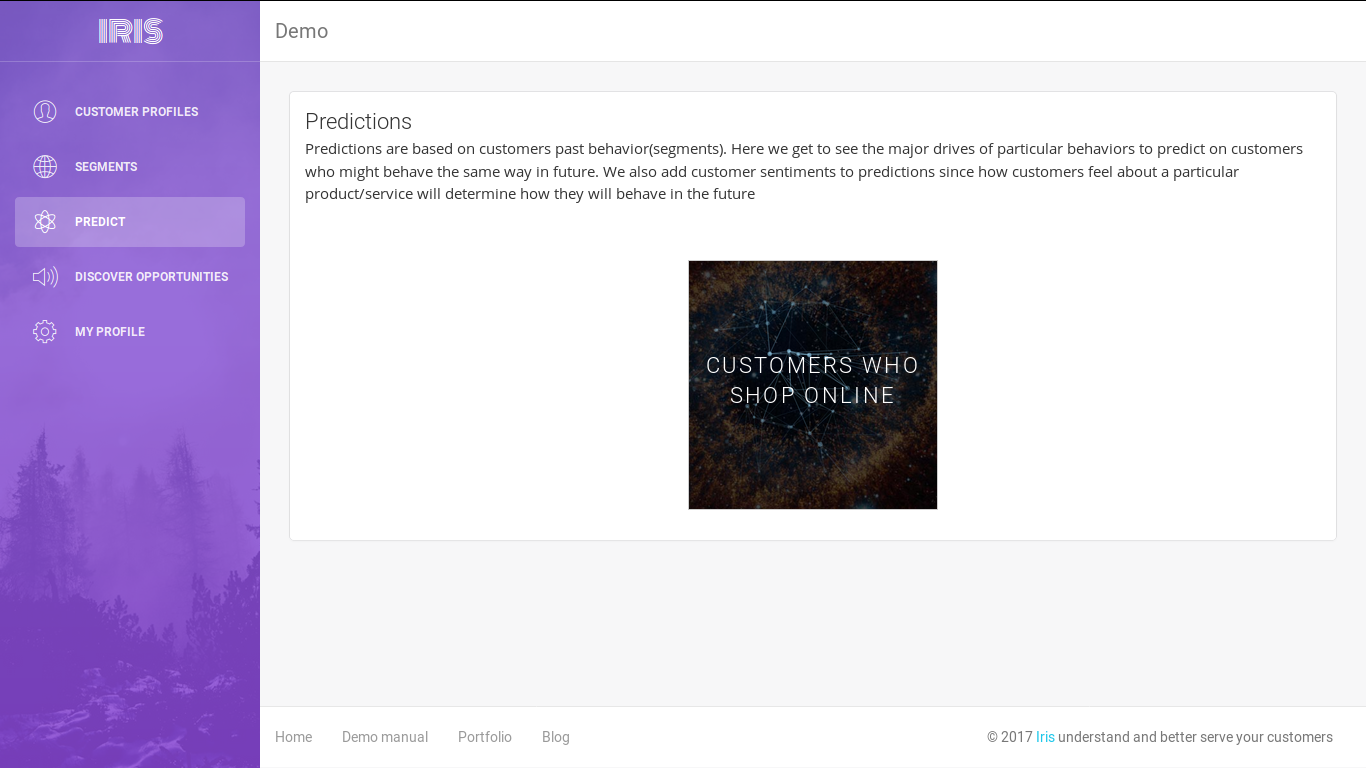 IRIS
Demo
CUSTOMER PROFILES
SEGMENTS
PREDICT
DISCOVER OPPORTUNITIES
MY PROFILE
Predictions
Predictions are based on customers past behavior(segments). Here we get to see the major drives of particular behaviors to predict on customers
who might behave the same way in future. We also add customer sentiments to predictions since how customers feel about a particular
product/service will determine how they will behave in the future
CUSTOMERS WHO
SHOP ONLINE
Home Demo manual Portfolio Blog © 2017 Iris understand and better serve your customers